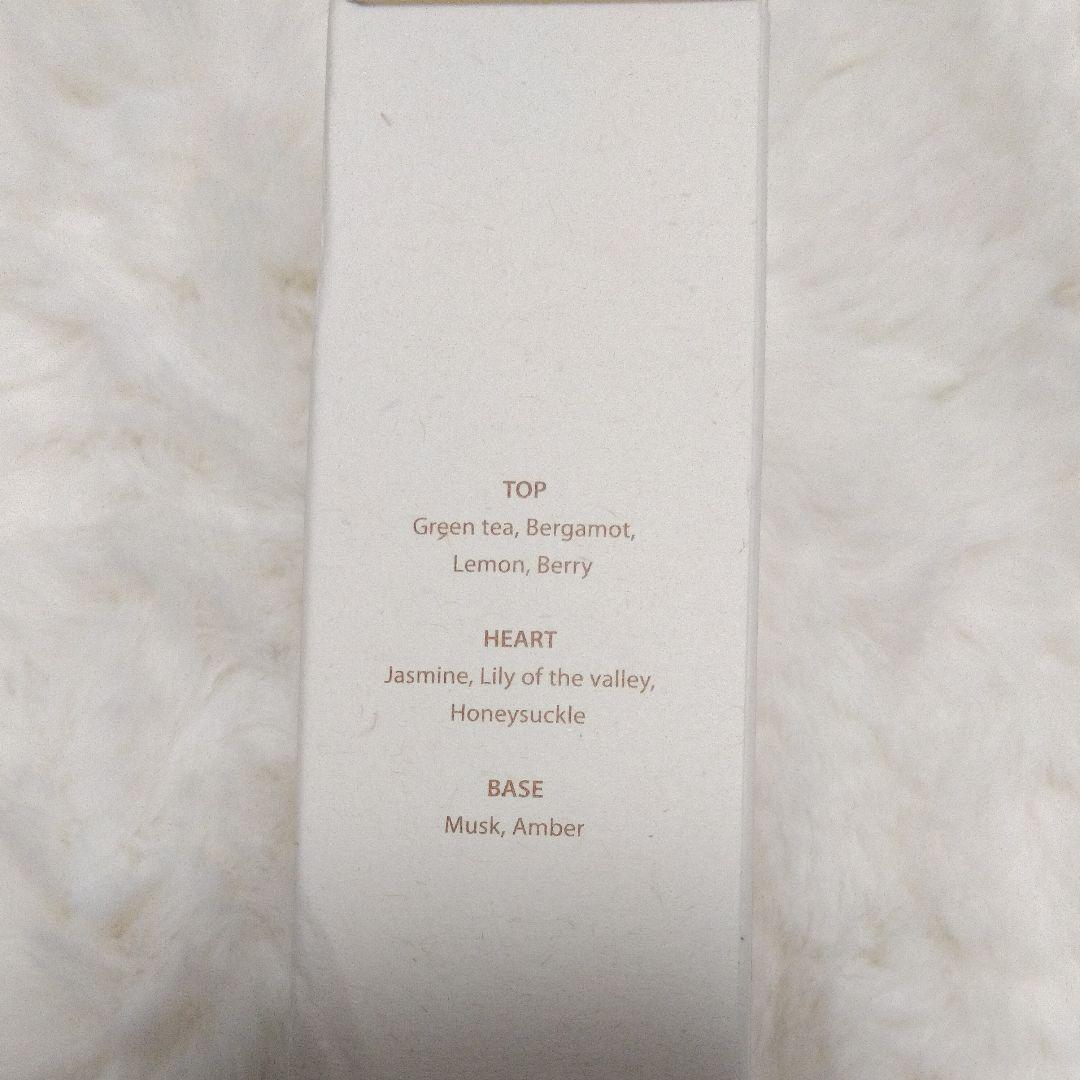 TOP
Green tea, Bergamot,
Lemon, Berry
HEART
Jasmine, Lily of the valley,
Honeysuckle
BASE
Musk, Amber